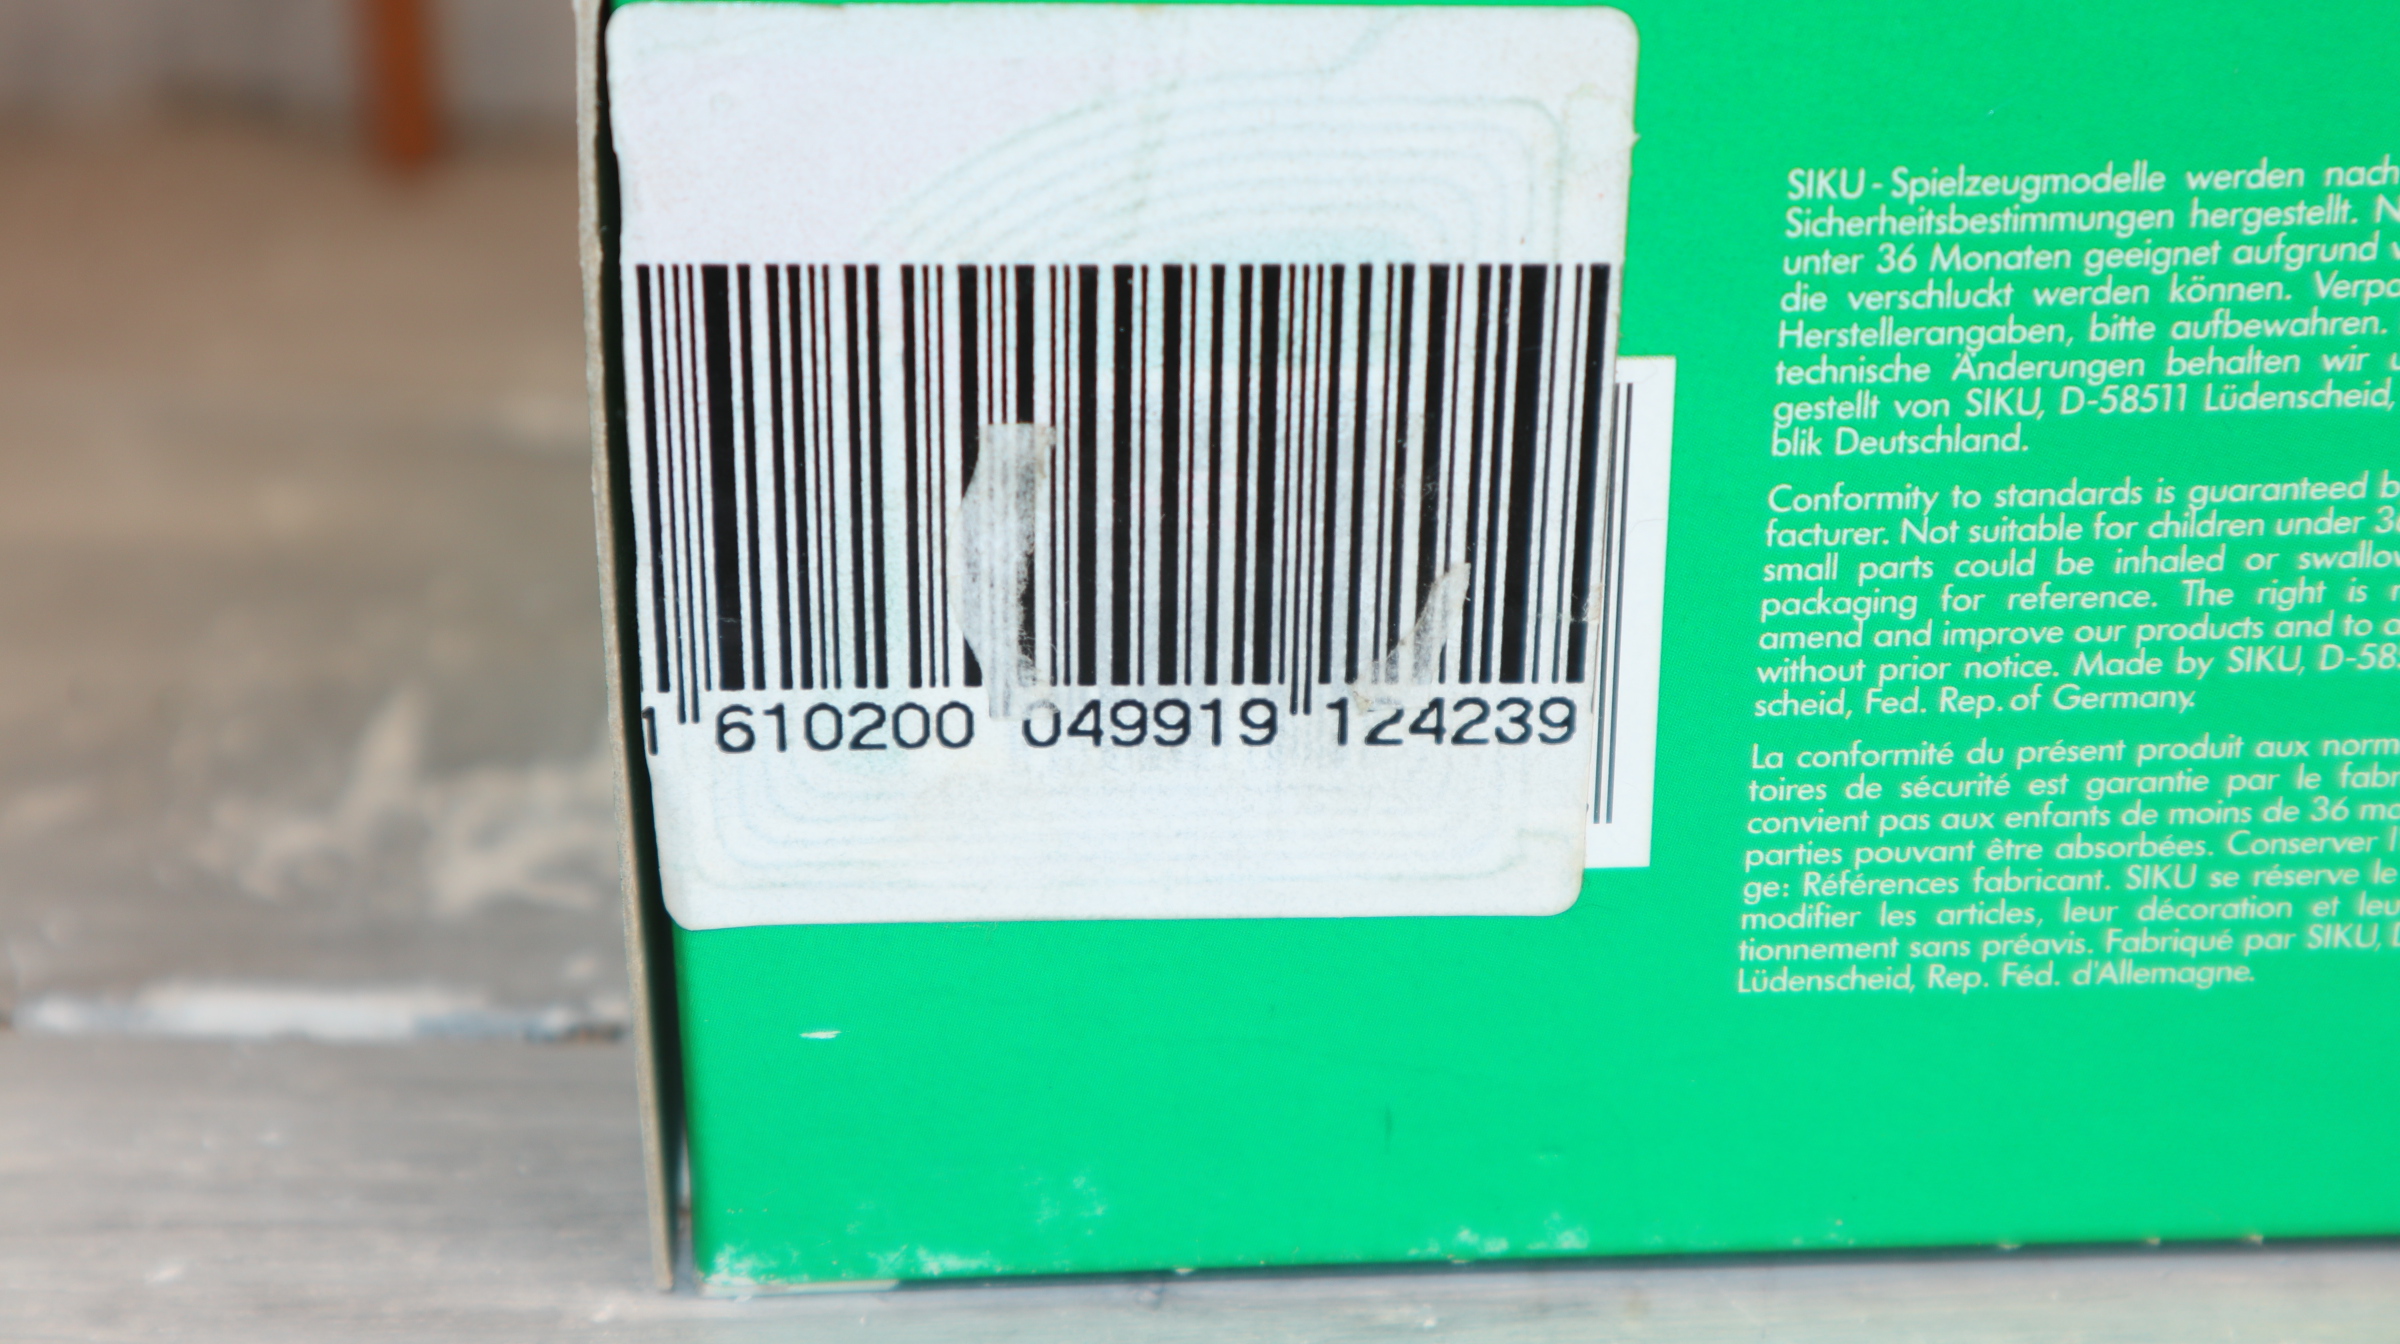 1 610200 049919 124239
SIKU - Spielzeugmodelle werden nach
Sicherheitsbestimmungen hergestellt.
unter 36 Monaten geeignet aufgrund
die verschluckt werden können.
Herstellerangaben, bitte aufbewahren.
technische Änderungen behalten wir
gestellt von SIKU, D-58511 Lüdenscheid,
blik Deutschland.
Conformity to standards is guaranteed
facturer. Not suitable for children under
small parts could be inhaled or
packaging for reference. The right is
amend and improve our products and to
without prior notice. Made by SIKU,
scheid, Fed. Rep. of Germany.
La conformité du présent produit aux
toires de sécurité est garantie par le
convient pas aux enfants de moins de 36
parties pouvant être absorbées. Conserver
ge: Références fabricant. SIKU se réserve le
modifier les articles, leur décoration et
tionnement sans préavis. Fabriqué par SIKU,
Lüdenscheid, Rep. Féd. d'Allemagne.